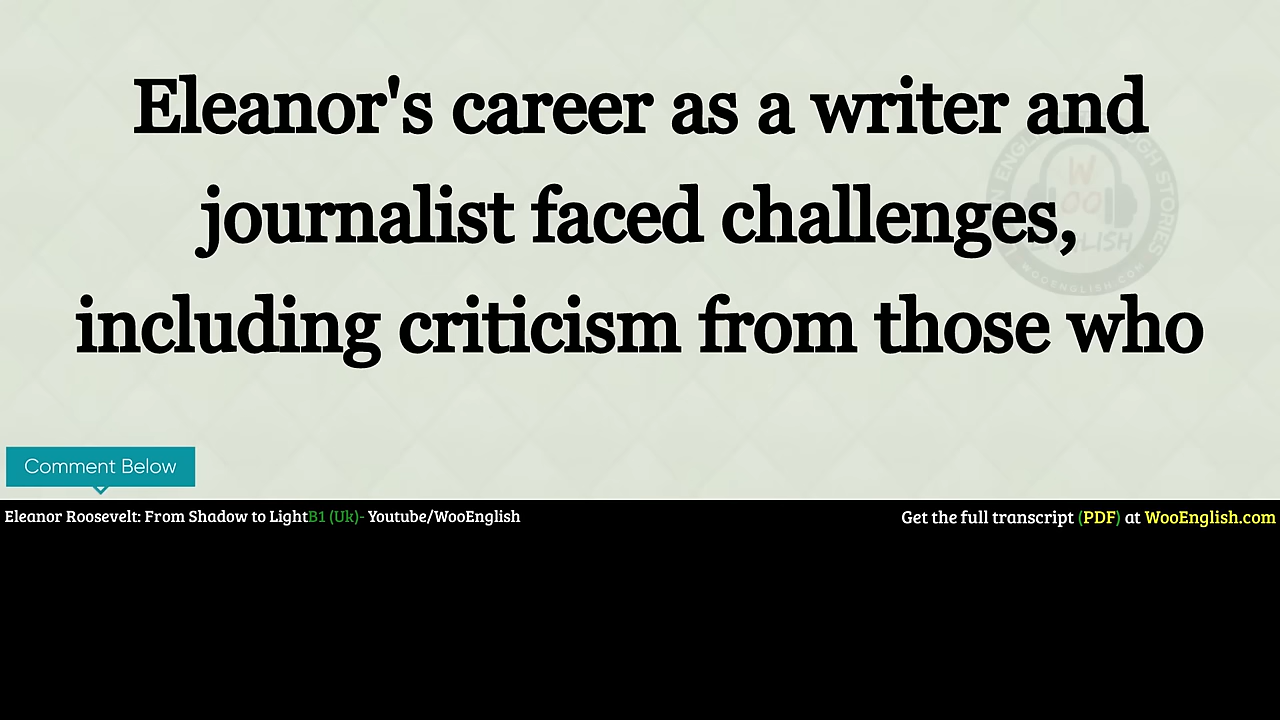 Eleanor's career as a writer and
journalist faced challenges,
including criticism from those who
Comment Below
Eleanor Roosevelt: From Shadow to LightB1 (Uk)- Youtube/WooEnglish
Get the full transcript (PDF) at WooEnglish.com